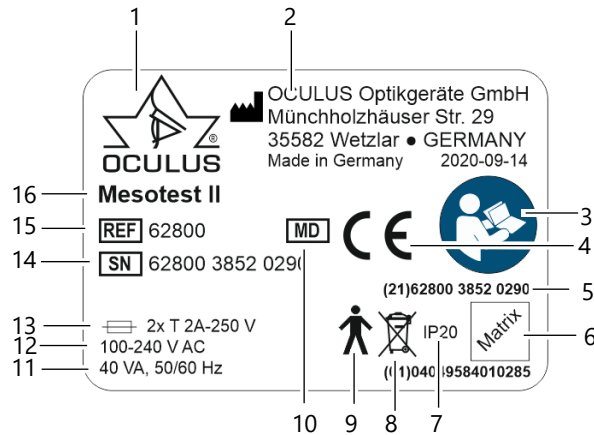 1
2
OCULUS Optikgeräte GmbH
Münchholzhäuser Str. 29
35582 Wetzlar ● GERMANY
Made in Germany 2020-09-14
®
OCULUS
16
Mesotest II
15
REF 62800
MD
CE
3
4
14
SN 62800 3852 0290
(21)62800 3852 0290
5
13
2x T 2A-250 V
12
100-240 V AC
11
40 VA, 50/60 Hz
IP20
Matrix
6
(01)04049584010285
10
9
8
7